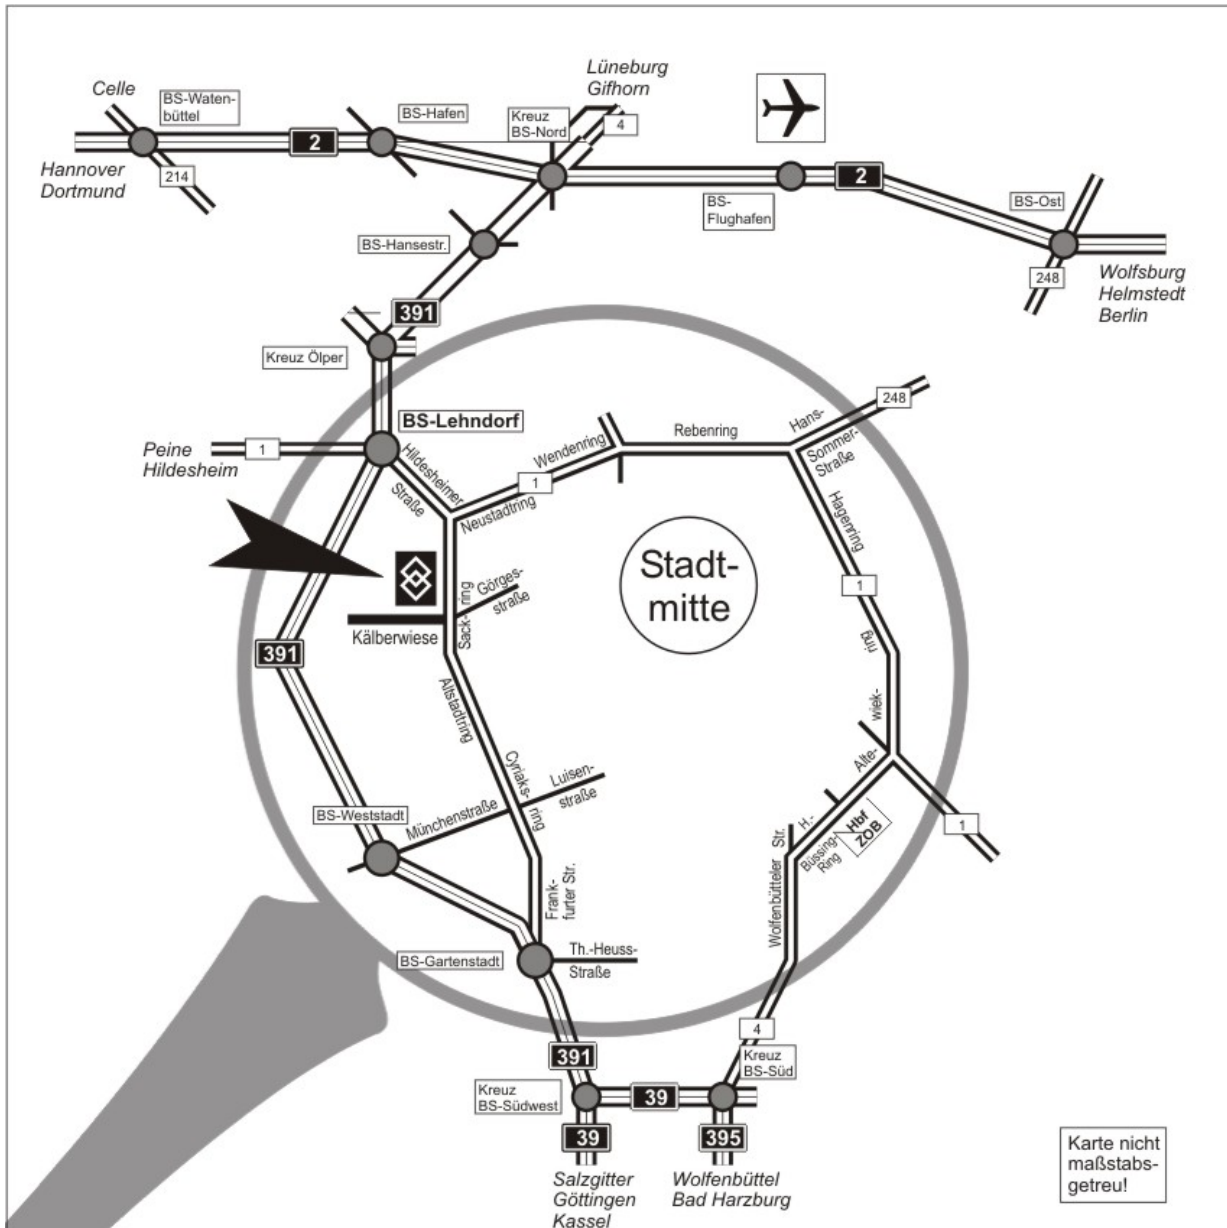 Lüneburg
Gifhorn
Celle
BS-Waten-
büttel
BS-Hafen
Kreuz
BS-Nord
4
2
Hannover
Dortmund
214
2
BS-
Flughafen
BS-Ost
BS-Hansestr.
248
Wolfsburg
Helmstedt
Berlin
391
Kreuz Ölper
BS-Lehndorf
Peine
Hildesheim
1
Hildesheimer
Straße
Wendenring
1
Neustadtring
Rebenring
Hans-
Sommer-
Straße
248
Hagenring
1
Stadt-
mitte
Sack-
ring
Görges-
straße
Kälberwiese
391
Altstadtring
Cyriaks-
ring
Luisen-
straße
Münchenstraße
BS-Weststadt
Alte-
wiek-
ring
1
Hbf
ZOB
H.-
Büssing-
Ring
Wolfenbütteler Str.
Frank-
furter Str.
BS-Gartenstadt
Th.-Heuss-
Straße
4
391
Kreuz
BS-Süd
Kreuz
BS-Südwest
39
39
395
Salzgitter
Göttingen
Kassel
Wolfenbüttel
Bad Harzburg
Karte nicht
maßstabs-
getreu!